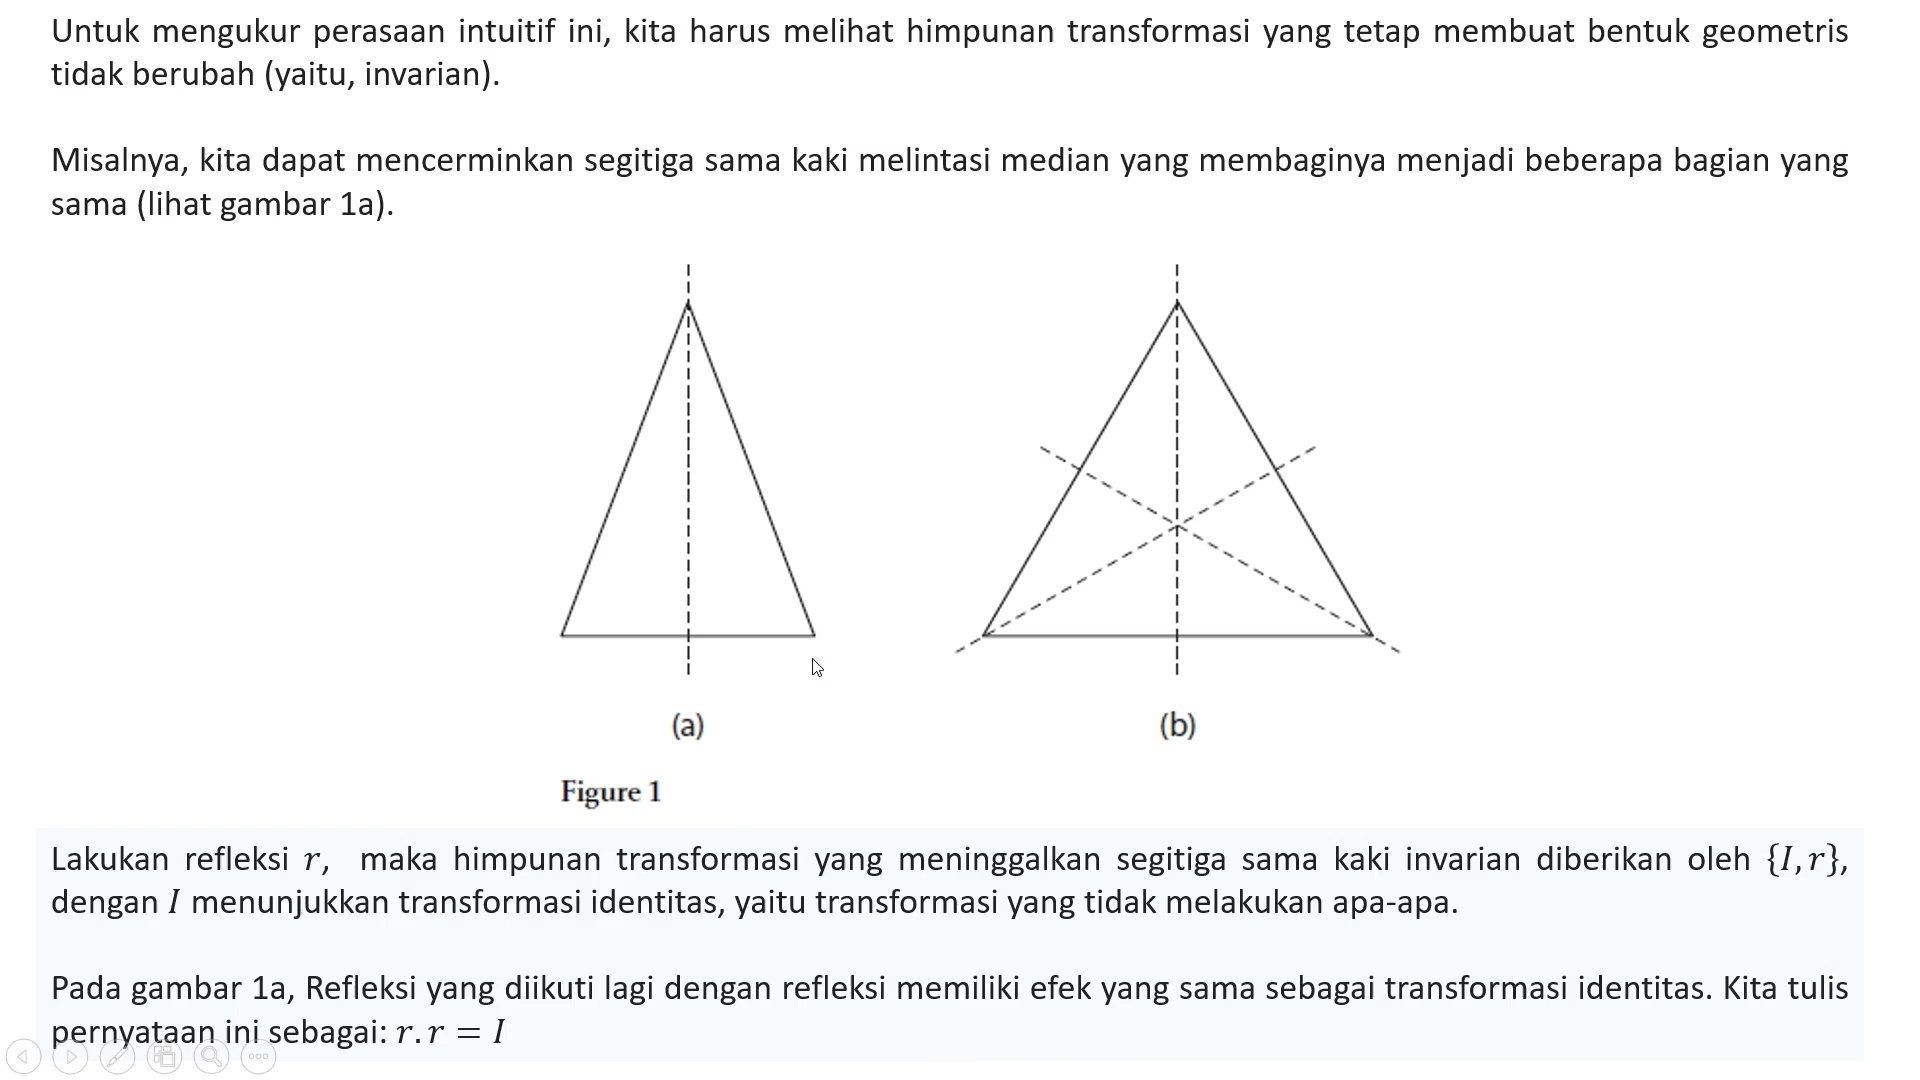 Untuk mengukur perasaan intuitif ini, kita harus melihat himpunan transformasi yang tetap membuat bentuk geometris
tidak berubah (yaitu, invarian).
Misalnya, kita dapat mencerminkan segitiga sama kaki melintasi median yang membaginya menjadi beberapa bagian yang
sama (lihat gambar 1a).
(a)
(b)
Figure 1
Lakukan refleksi r, maka himpunan transformasi yang meninggalkan segitiga sama kaki invarian diberikan oleh {I, r},
dengan I menunjukkan transformasi identitas, yaitu transformasi yang tidak melakukan apa-apa.
Pada gambar 1a, Refleksi yang diikuti lagi dengan refleksi memiliki efek yang sama sebagai transformasi identitas. Kita tulis
pernyataan ini sebagai: r. r = I